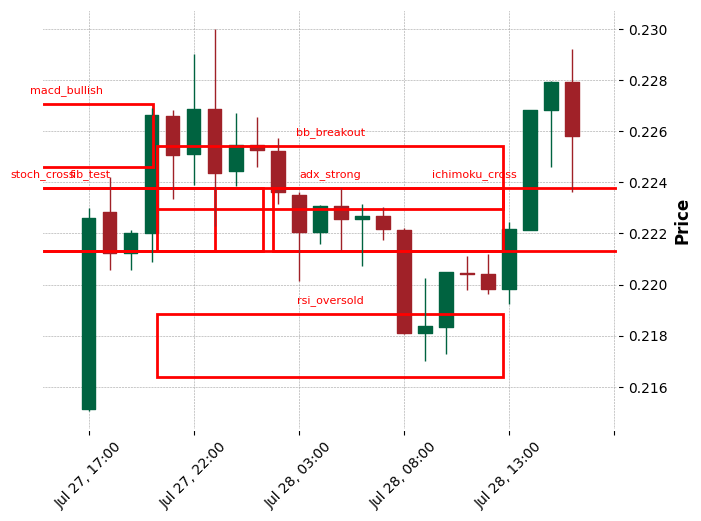 0.230
0.228
macd_bullish
0.226
bb_breakout
stoch_cross
fib_test
adx_strong
ichimoku_cross
0.224
0.222
Price
0.220
rsi_oversold
0.218
0.216
Jul 27, 17:00
Jul 27, 22:00
Jul 28, 03:00
Jul 28, 08:00
Jul 28, 13:00